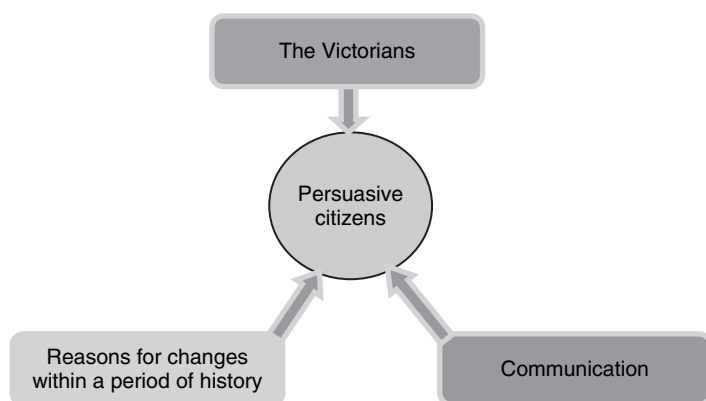 The Victorians
Persuasive
citizens
Reasons for changes
within a period of history
Communication